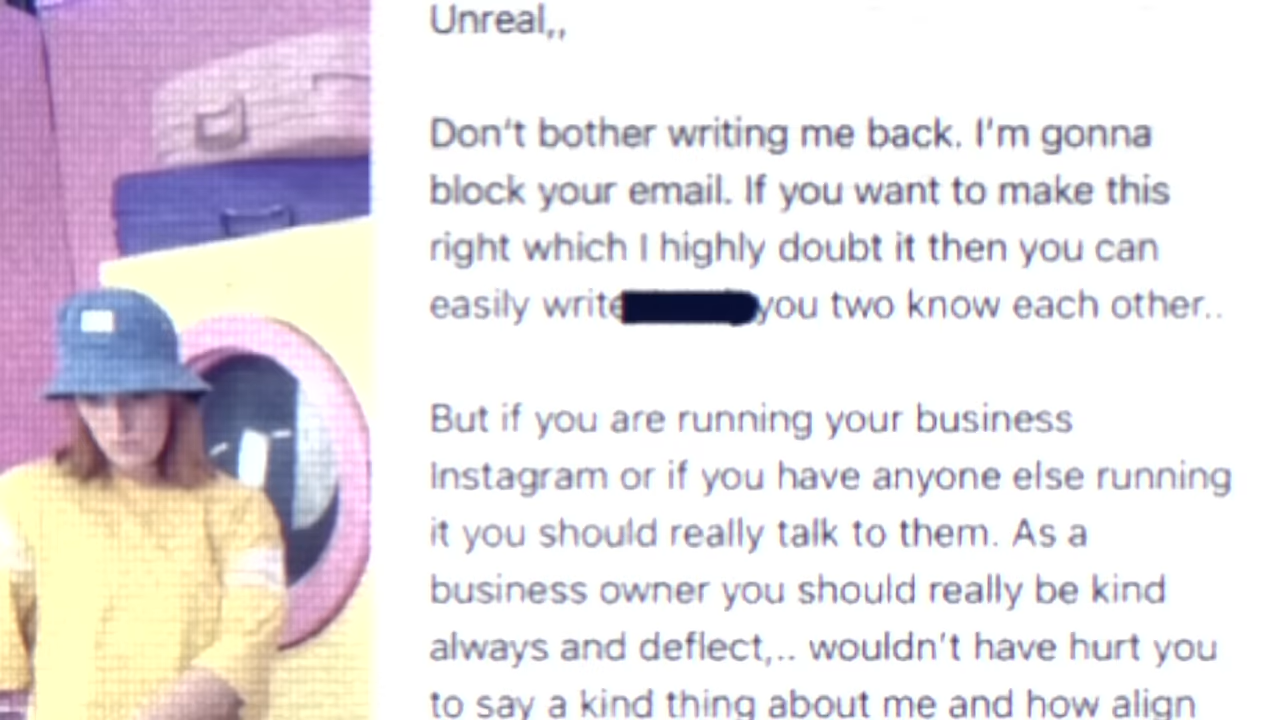 Unreal,,
Don't bother writing me back. I'm gonna
block your email. If you want to make this
right which I highly doubt it then you can
easily write you two know each other..
But if you are running your business
Instagram or if you have anyone else running
it you should really talk to them. As a
business owner you should really be kind
always and deflect,.. wouldn't have hurt you
to say a kind thing about me and how align